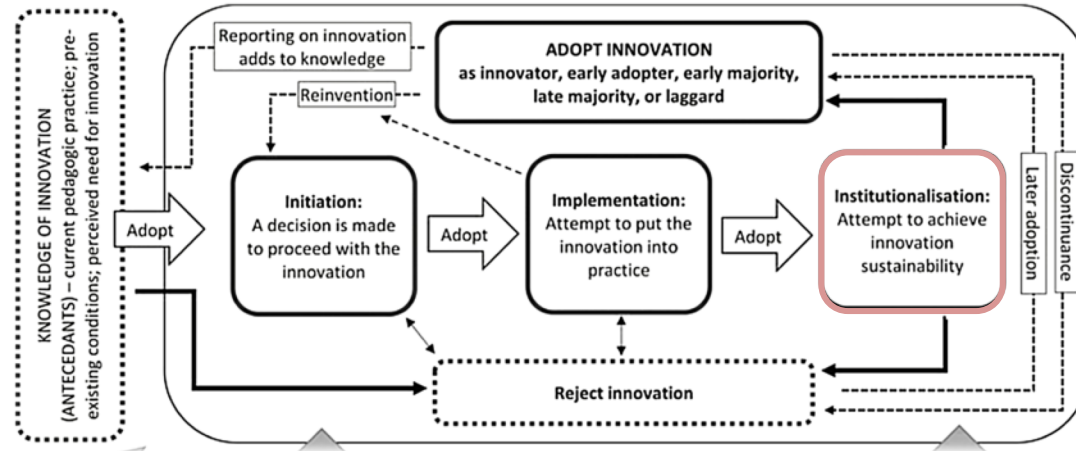 KNOWLEDGE OF INNOVATION
(ANTECEDANTS) – current pedagogic practice; pre-
existing conditions; perceived need for innovation
Reporting on innovation
adds to knowledge
Reinvention
ADOPT INNOVATION
as innovator, early adopter, early majority,
late majority, or laggard
Adopt
Initiation:
A decision is made
to proceed with the
innovation
Adopt
Implementation:
Attempt to put the
innovation into
practice
Adopt
Institutionalisation:
Attempt to achieve
innovation
sustainability
Later adoption
Discontinuance
Reject innovation